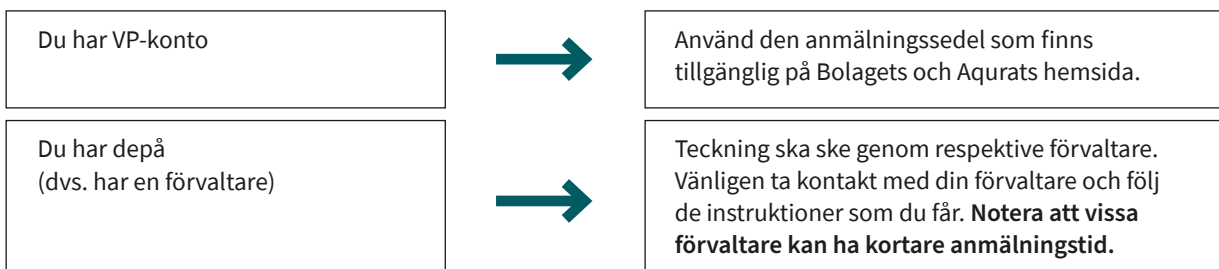 Du har VP-konto
Använd den anmälningssedel som finns
tillgänglig på Bolagets och Aqurats hemsida.
Du har depå
(dvs. har en förvaltare)
Teckning ska ske genom respektive förvaltare.
Vänligen ta kontakt med din förvaltare och följ
de instruktioner som du får. Notera att vissa
förvaltare kan ha kortare anmälningstid.